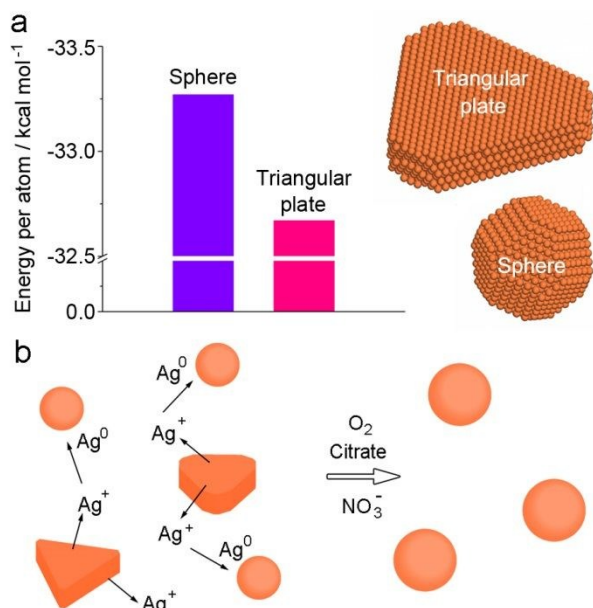 a
Energy per atom / kcal mol⁻¹
-33.5
-33.0
-32.5
0.0
Sphere
Triangular
plate
Triangular
plate
Sphere
b
Ag⁰
Ag⁺
Ag⁺
Ag⁰
Ag⁺
Ag⁺
Ag⁰
O₂
Citrate
NO₃⁻